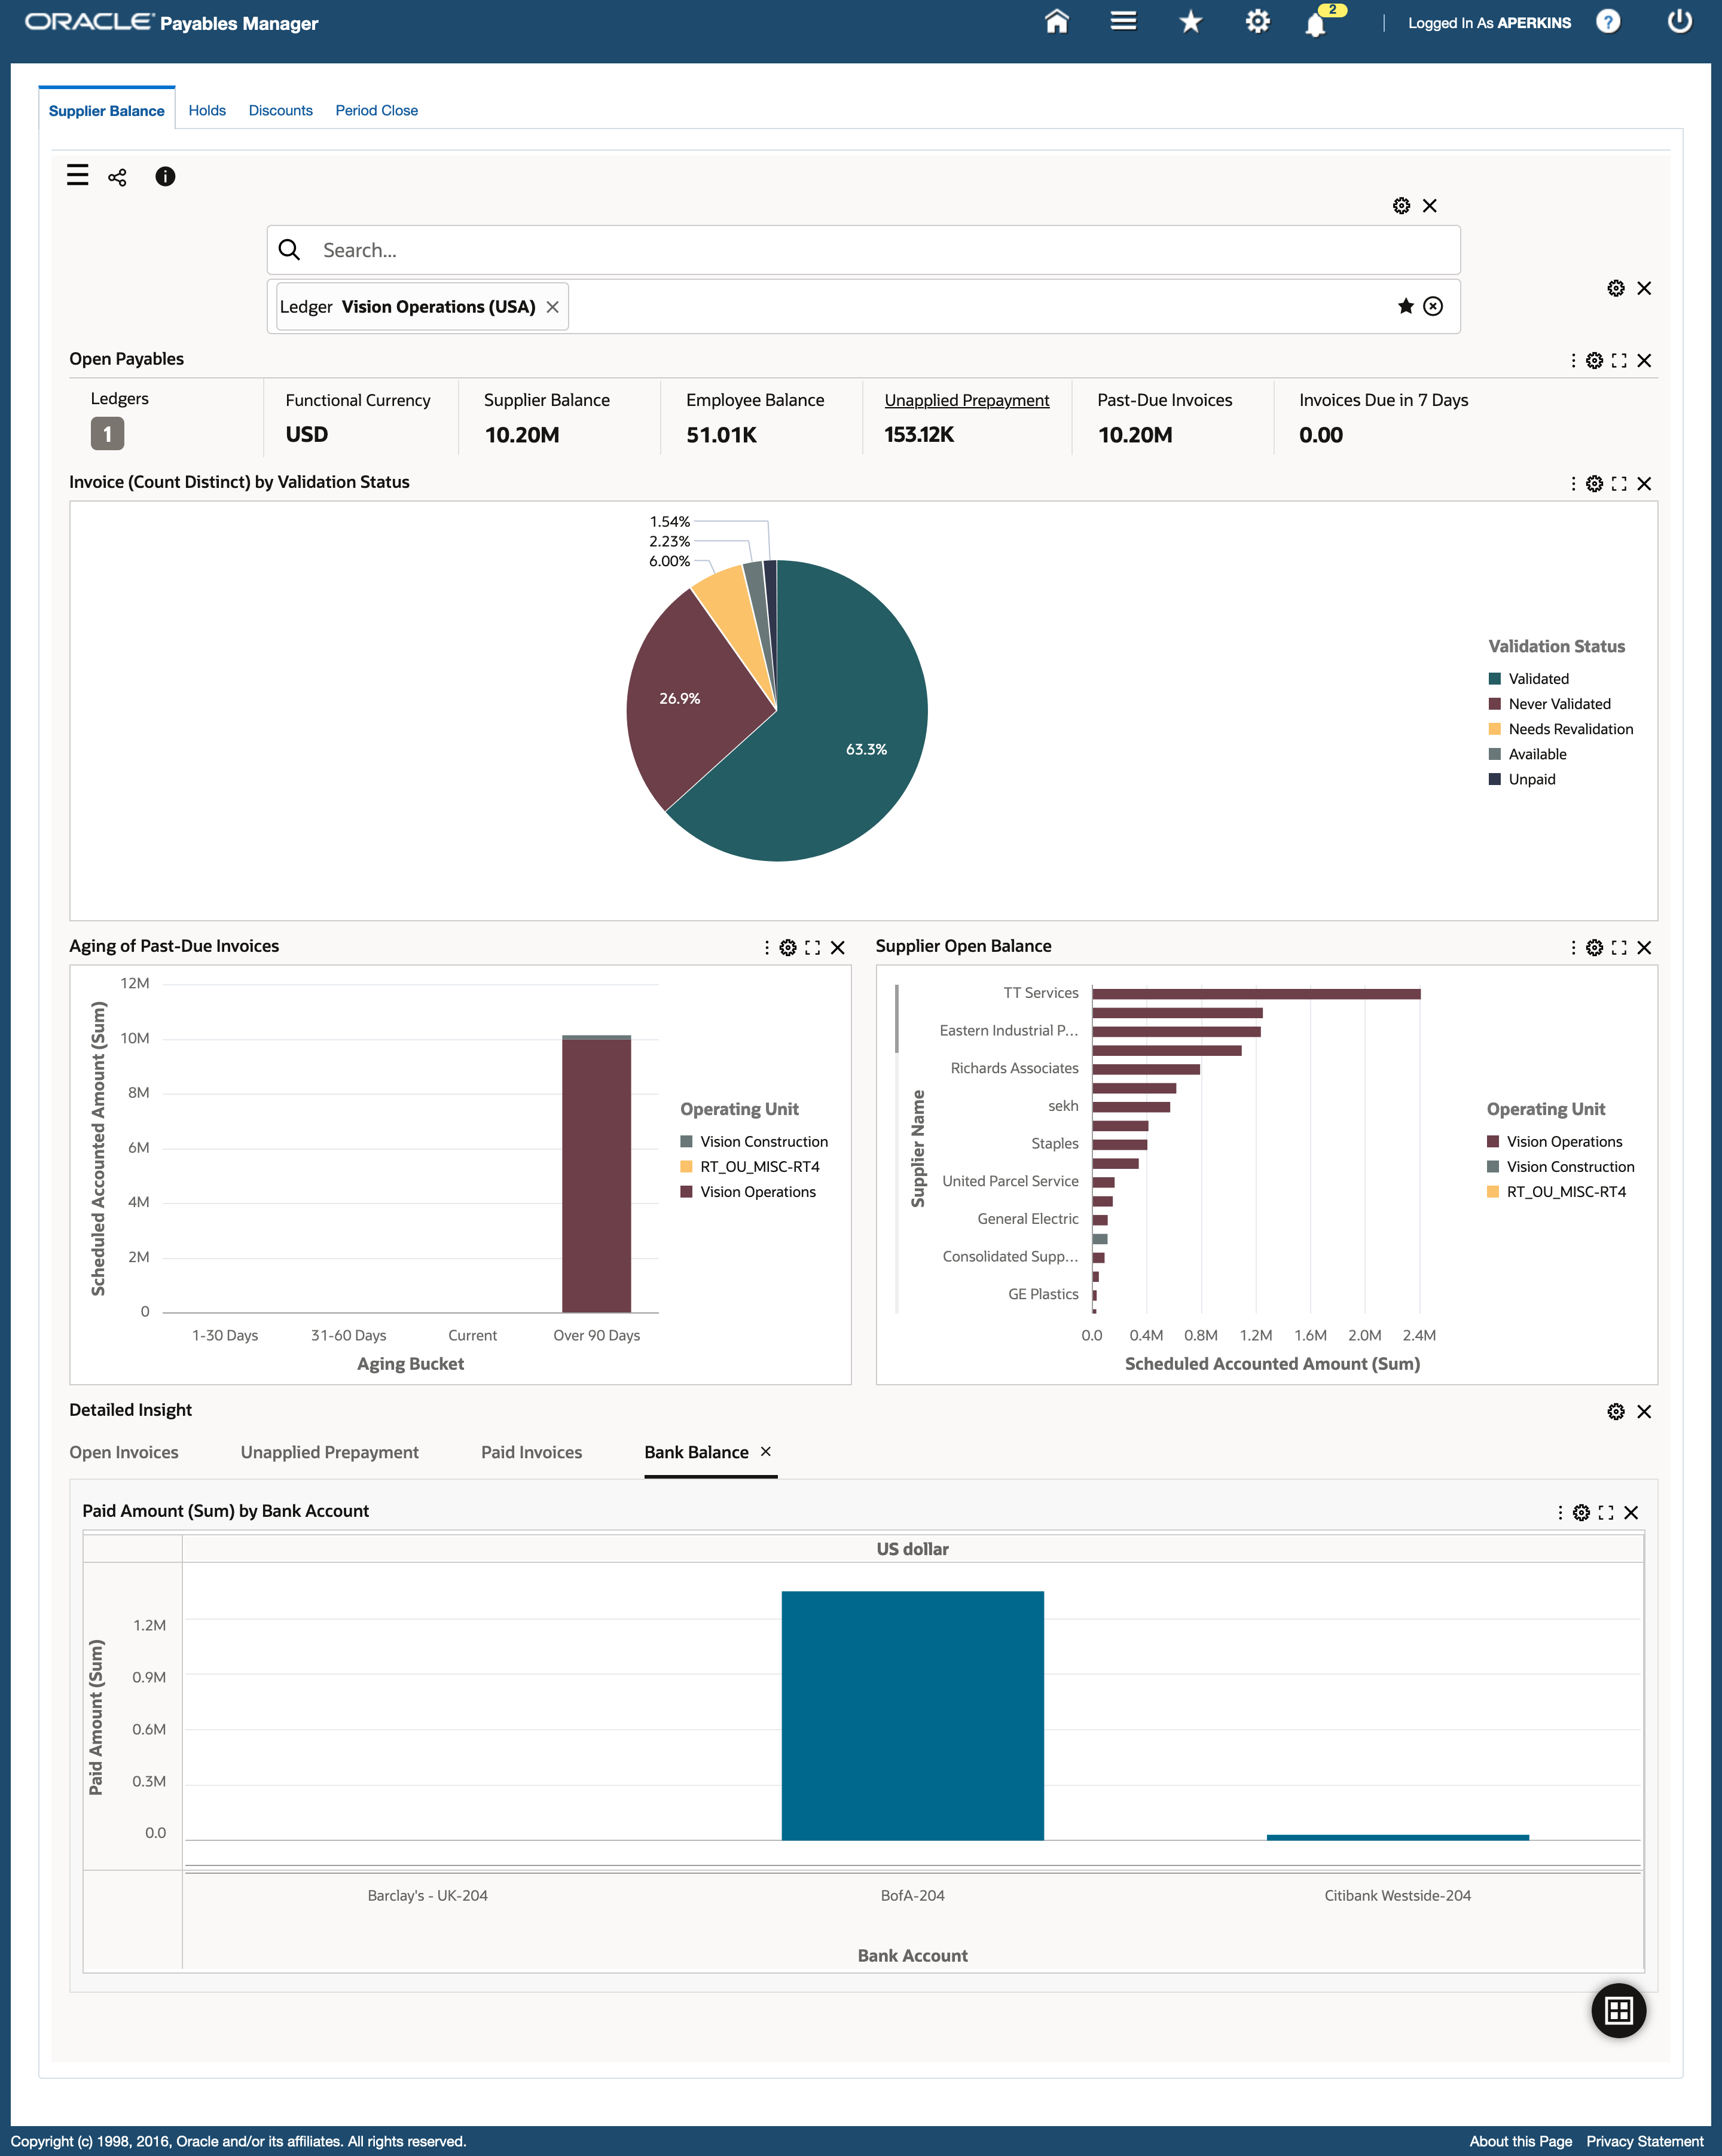 ORACLE Payables Manager
2
Logged In As APERKINS
?
Supplier Balance Holds Discounts Period Close
Search...
Ledger Vision Operations (USA)
Open Payables
Ledgers
1
Functional Currency
USD
Supplier Balance
10.20M
Employee Balance
51.01K
Unapplied Prepayment
153.12K
Past-Due Invoices
10.20M
Invoices Due in 7 Days
0.00
Invoice (Count Distinct) by Validation Status
1.54%
2.23%
6.00%
26.9%
63.3%
Validation Status
Validated
Never Validated
Needs Revalidation
Available
Unpaid
Aging of Past-Due Invoices
Scheduled Accounted Amount (Sum)
12M
10M
8M
6M
4M
2M
0
1-30 Days 31-60 Days Current Over 90 Days
Aging Bucket
Operating Unit
Vision Construction
RT_OU_MISC-RT4
Vision Operations
Supplier Open Balance
Supplier Name
TT Services
Eastern Industrial P...
Richards Associates
sekh
Staples
United Parcel Service
General Electric
Consolidated Supp...
GE Plastics
0.0 0.4M 0.8M 1.2M 1.6M 2.0M 2.4M
Scheduled Accounted Amount (Sum)
Operating Unit
Vision Operations
Vision Construction
RT_OU_MISC-RT4
Detailed Insight
Open Invoices Unapplied Prepayment Paid Invoices Bank Balance
Paid Amount (Sum) by Bank Account
US dollar
Paid Amount (Sum)
1.2M
0.9M
0.6M
0.3M
0.0
Barclay's - UK-204 BofA-204 Citibank Westside-204
Bank Account
Copyright (c) 1998, 2016, Oracle and/or its affiliates. All rights reserved.
About this Page Privacy Statement